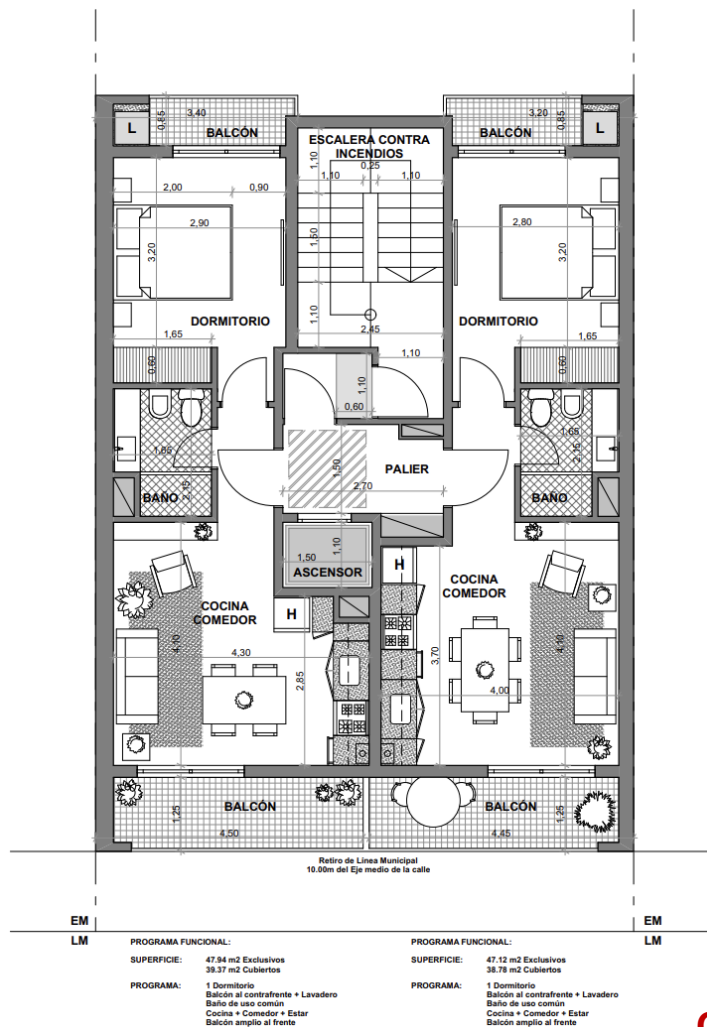 3,40
0,85
L
BALCÓN
ESCALERA CONTRA
INCENDIOS
3,20
0,85
L
BALCÓN
1,10
0,25
1,10
1,10
2,00
0,90
2,90
3,20
1,50
2,80
3,20
DORMITORIO
1,10
2,45
DORMITORIO
1,65
0,60
1,10
1,65
0,60
1,10
0,60
1,65
2,15
BAÑO
1,50
PALIER
2,70
1,65
2,15
BAÑO
1,10
1,50
ASCENSOR
H
COCINA
COMEDOR
COCINA
COMEDOR
H
4,10
4,30
2,85
3,70
4,10
4,00
BALCÓN
1,25
4,50
BALCÓN
1,25
4,45
Retiro de Línea Municipal
10.00m del Eje medio de la calle
EM
EM
LM
LM
PROGRAMA FUNCIONAL:
SUPERFICIE: 47.94 m2 Exclusivos
39.37 m2 Cubiertos
PROGRAMA: 1 Dormitorio
Balcón al contrafrente + Lavadero
Baño de uso común
Cocina + Comedor + Estar
Balcón amplio al frente
PROGRAMA FUNCIONAL:
SUPERFICIE: 47.12 m2 Exclusivos
38.78 m2 Cubiertos
PROGRAMA: 1 Dormitorio
Balcón al contrafrente + Lavadero
Baño de uso común
Cocina + Comedor + Estar
Balcón amplio al frente